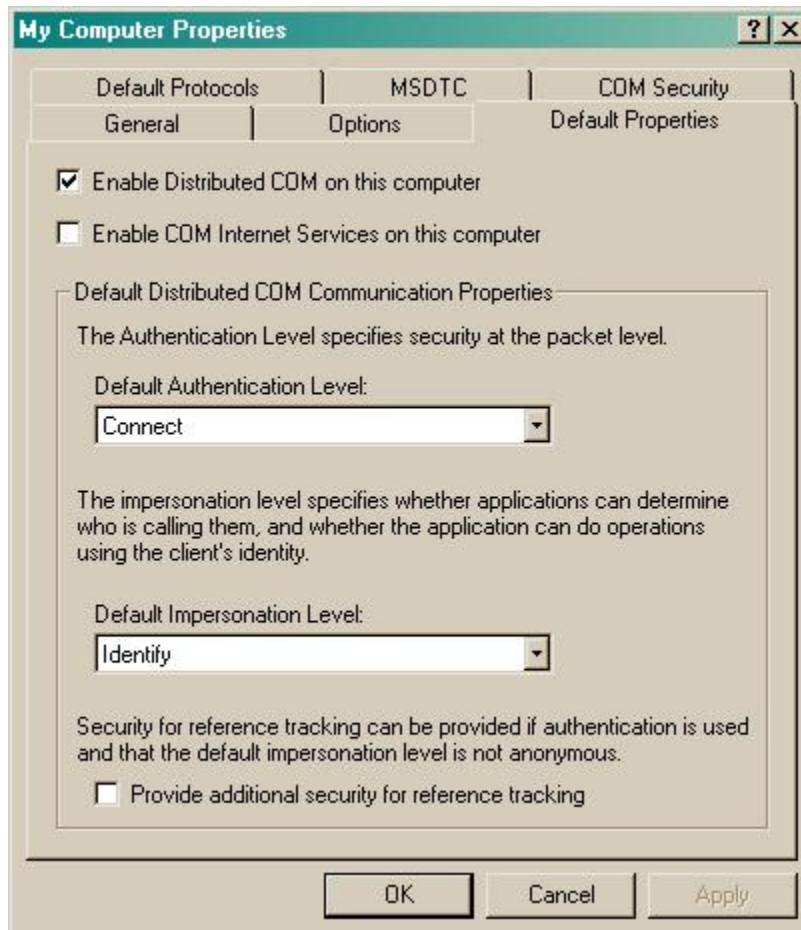 My Computer Properties
Default Protocols MSDTC COM Security
General Options Default Properties
Enable Distributed COM on this computer
Enable COM Internet Services on this computer
Default Distributed COM Communication Properties
The Authentication Level specifies security at the packet level.
Default Authentication Level:
Connect
The impersonation level specifies whether applications can determine
who is calling them, and whether the application can do operations
using the client's identity.
Default Impersonation Level:
Identify
Security for reference tracking can be provided if authentication is used
and that the default impersonation level is not anonymous.
Provide additional security for reference tracking
OK Cancel Apply